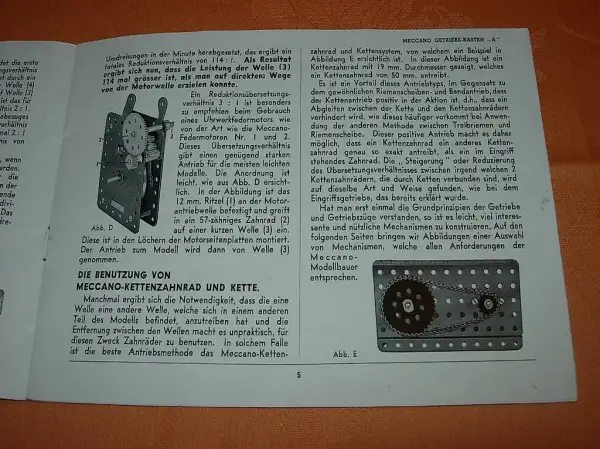 MECCANO GETRIEBE-KASTEN „A"
det die erste
Umdrehungen in der Minute herabgesetzt, das ergibt ein
totales Reduktionsverhältnis von 114 : 1. Als Resultat
ergibt sich nun, dass die Leistung der Welle (3)
114 mal grösser ist, als man auf direktem Wege
von der Motorwelle erzielen konnte.
Ein Reduktionsübersetzungs-
verhältnis 3 : 1 ist besonders
zu empfehlen beim Gebrauch
eines Uhrwerkfedermotors wie
von der Art wie die Meccano-
Federmotoren Nr. 1 und 2.
Dieses Übersetzungsverhältnis
gibt einen genügend starken
Antrieb für die meisten leichten
Modelle. Die Anordnung ist
leicht, wie aus Abb. D ersicht-
lich. In der Abbildung ist das
12 mm. Ritzel (1) an der Motor-
antriebwelle befestigt und greift
in ein 57-zähniges Zahnrad (2)
auf einer kurzen Welle (3) ein.
Abb. D
Diese ist in den Löchern der Motorseitenplatten montiert.
Der Antrieb zum Modell wird dann von Welle (3)
genommen.
DIE BENUTZUNG VON
MECCANO-KETTENZAHNRAD UND KETTE.
Manchmal ergibt sich die Notwendigkeit, dass die eine
Welle eine andere Welle, welche sich in einem anderen
Teil des Modells befindet, anzutreiben hat und die
Entfernung zwischen den Wellen macht es unpraktisch, für
diesen Zweck Zahnräder zu benutzen. In solchem Falle
ist die beste Antriebsmethode das Meccano-Ketten-
zahnrad und Kettensystem, von welchem ein Beispiel in
Abbildung E ersichtlich ist. In dieser Abbildung ist ein
Kettenzahnrad mit 19 mm. Durchmesser gezeigt, welches
ein Kettenzahnrad von 50 mm. antreibt.
Es ist ein Vorteil dieses Antriebstyps, im Gegensatz zu
dem gewöhnlichen Riemenscheiben- und Bandantrieb, dass
der Kettenantrieb positiv in der Aktion ist, d.h., dass ein
Abgleiten zwischen der Kette und den Kettenzahnrädern
verhindert wird, wie dieses häufiger vorkommt bei Anwen-
dung der anderen Methode zwischen Treibriemen und
Riemenscheibe. Dieser positive Antrieb macht es daher
möglich, dass ein Kettenzahnrad ein anderes Ketten-
zahnrad genau so exakt antreibt, als ein im Eingriff
stehendes Zahnrad. Die „ Steigerung " oder Reduzierung
des Übersetzungsverhältnisses zwischen irgend welchen 2
Kettenzahnrädern, die durch Ketten verbunden sind, wird
auf dieselbe Art und Weise gefunden, wie bei dem
Eingriffsgetriebe, das bereits erklärt wurde.
Hat man erst einmal die Grundprinzipien der Getriebe
und Getriebszüge verstanden, so ist es leicht, viel interes-
sante und nützliche Mechanismen zu konstruieren. Auf den
folgenden Seiten bringen wir Abbildungen einer Auswahl
von Mechanismen, welche allen Anforderungen der
Meccano-
Modellbauer
entsprechen.
Abb. E
5